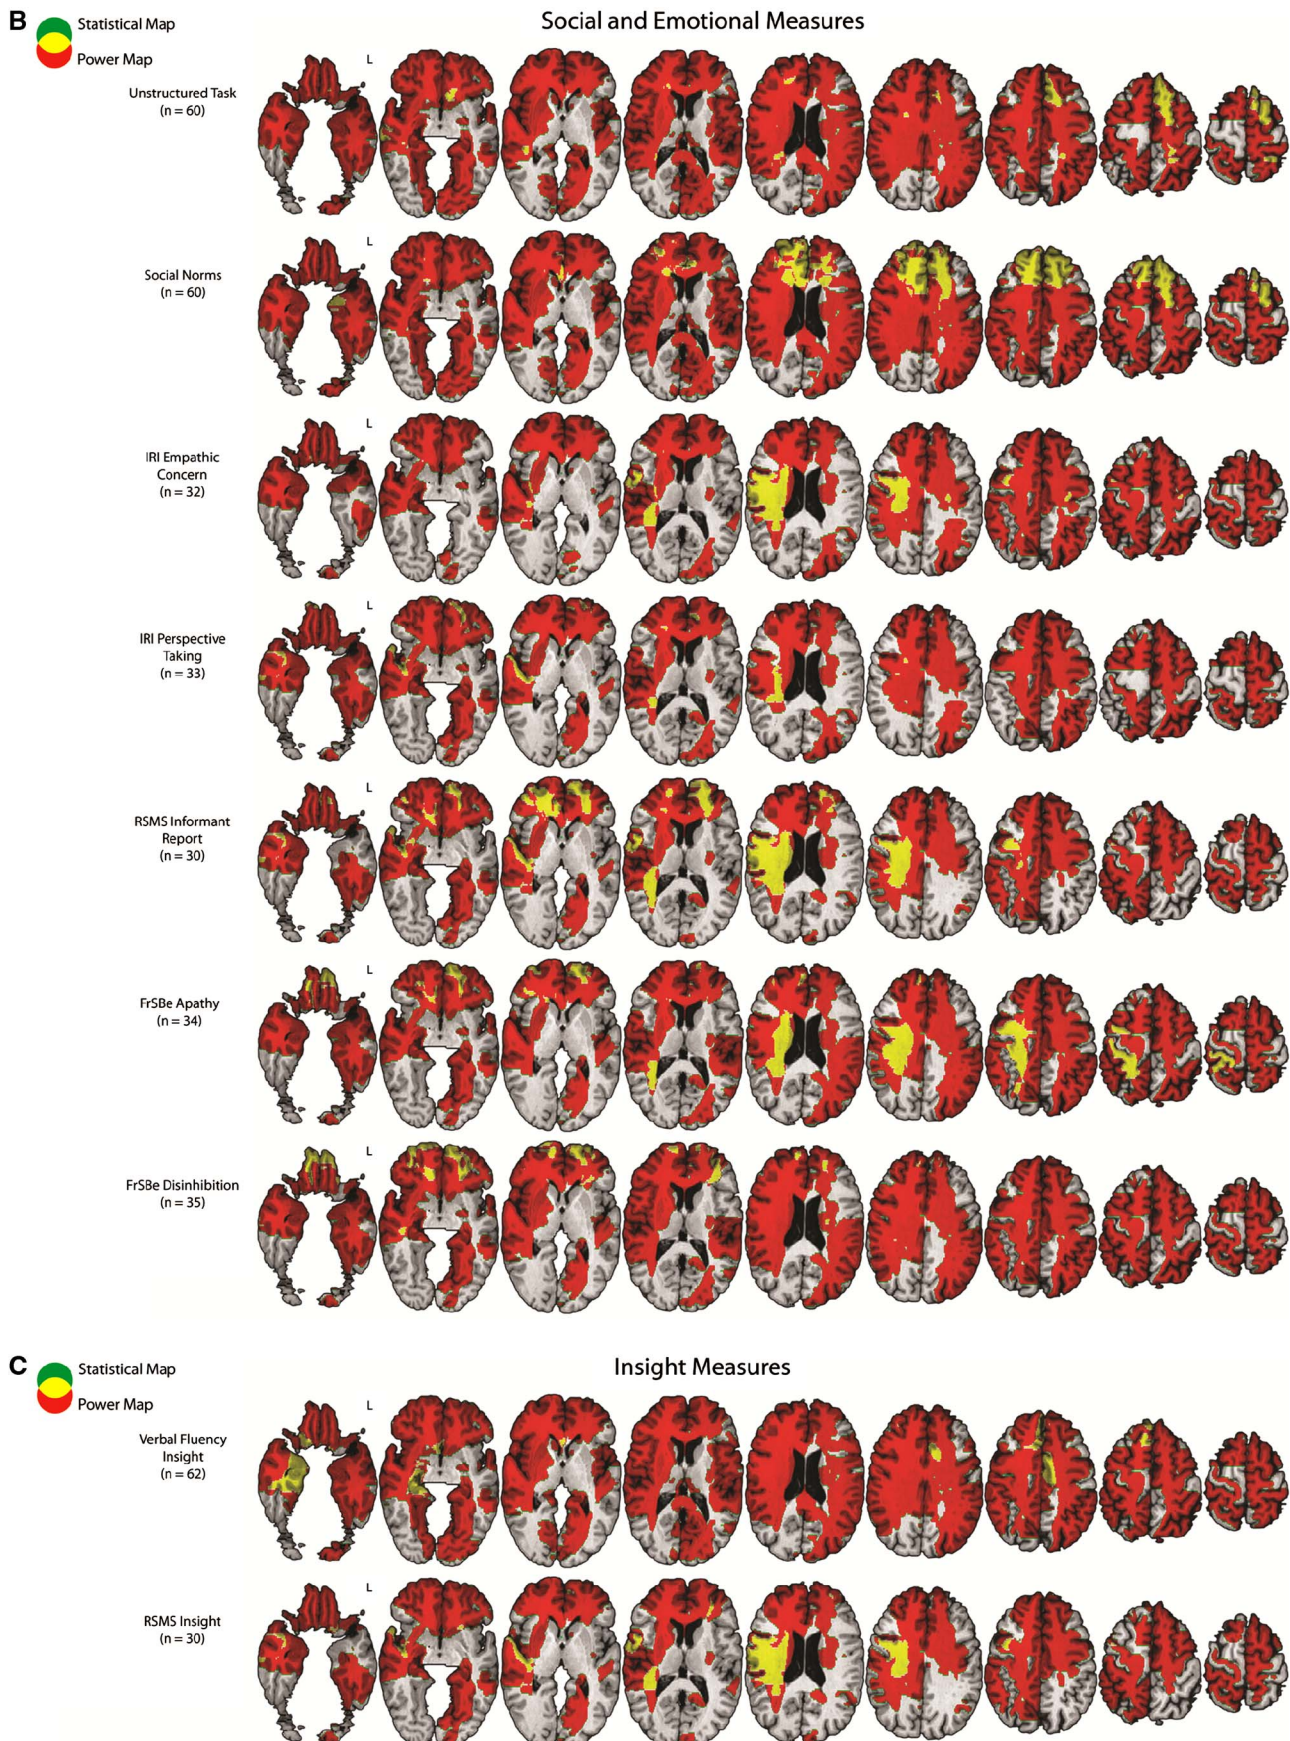 B
Social and Emotional Measures
Statistical Map
Power Map
L
Unstructured Task
(n = 60)
L
Social Norms
(n = 60)
L
IRI Empathic
Concern
(n = 32)
L
IRI Perspective
Taking
(n = 33)
L
RSMS Informant
Report
(n = 30)
L
FrSBe Apathy
(n = 34)
L
FrSBe Disinhibition
(n = 35)
C
Insight Measures
Statistical Map
Power Map
L
Verbal Fluency
Insight
(n = 62)
L
RSMS Insight
(n = 30)